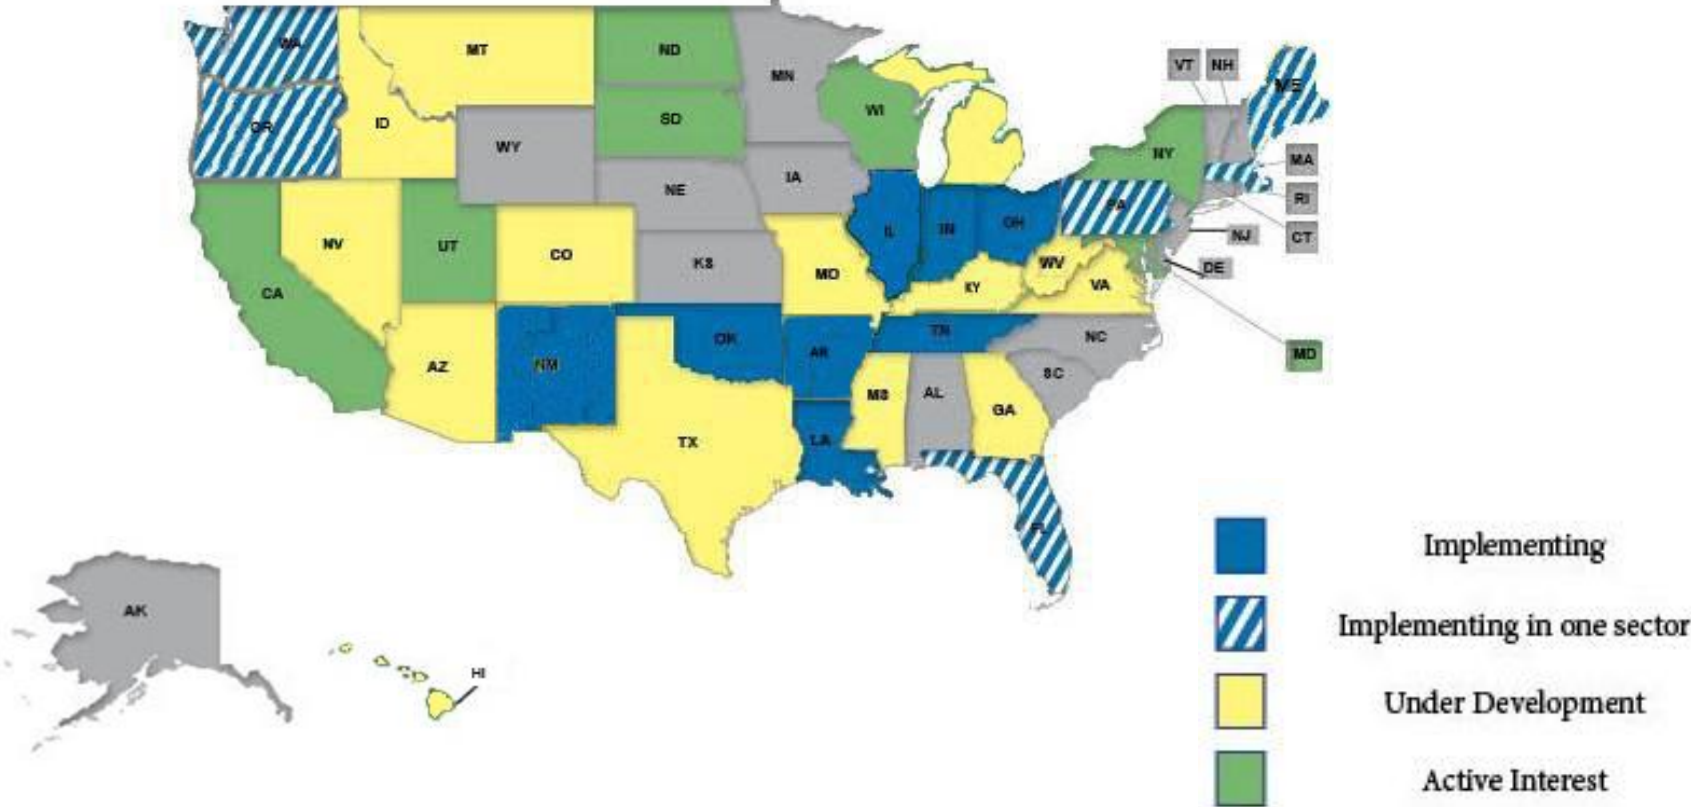 WA
MT
ND
MN
VT
NH
ME
OR
ID
SD
WI
NY
MA
WY
IA
NE
RI
PA
NV
UT
CO
IL
IN
OH
NJ
CT
CA
KS
MO
WV
DE
KY
VA
AZ
NM
OK
AR
TN
NC
MD
SC
MS
AL
GA
TX
LA
FL
Implementing
AK
Implementing in one sector
HI
Under Development
Active Interest